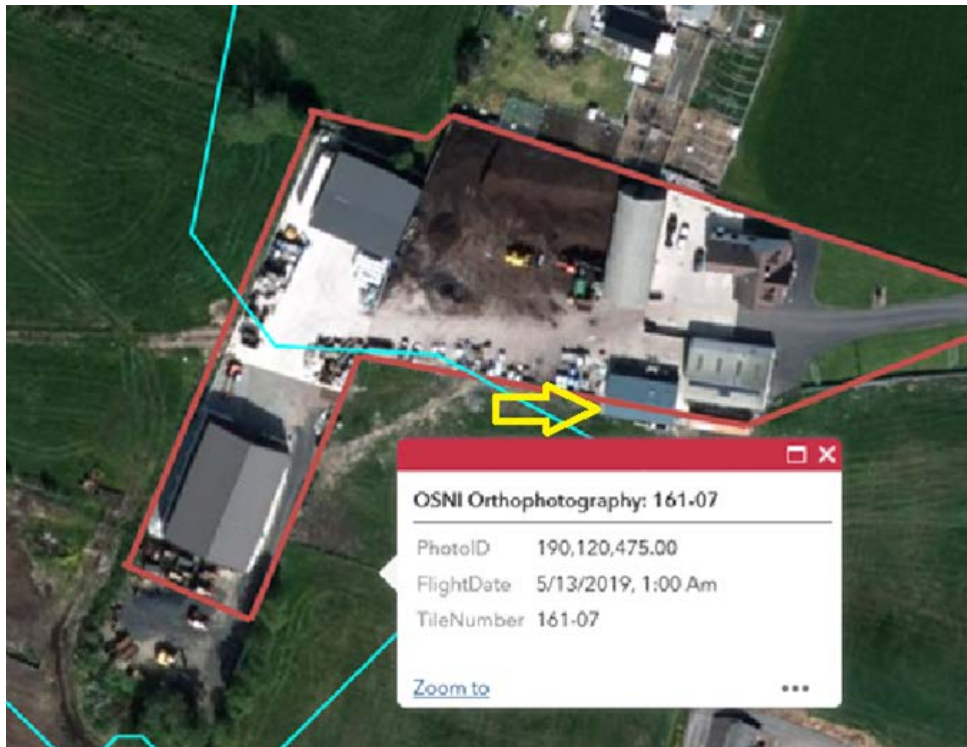 OSNI Orthophotography: 161-07
PhotoID 190,120,475.00
FlightDate 5/13/2019, 1:00 Am
TileNumber 161-07
Zoom to